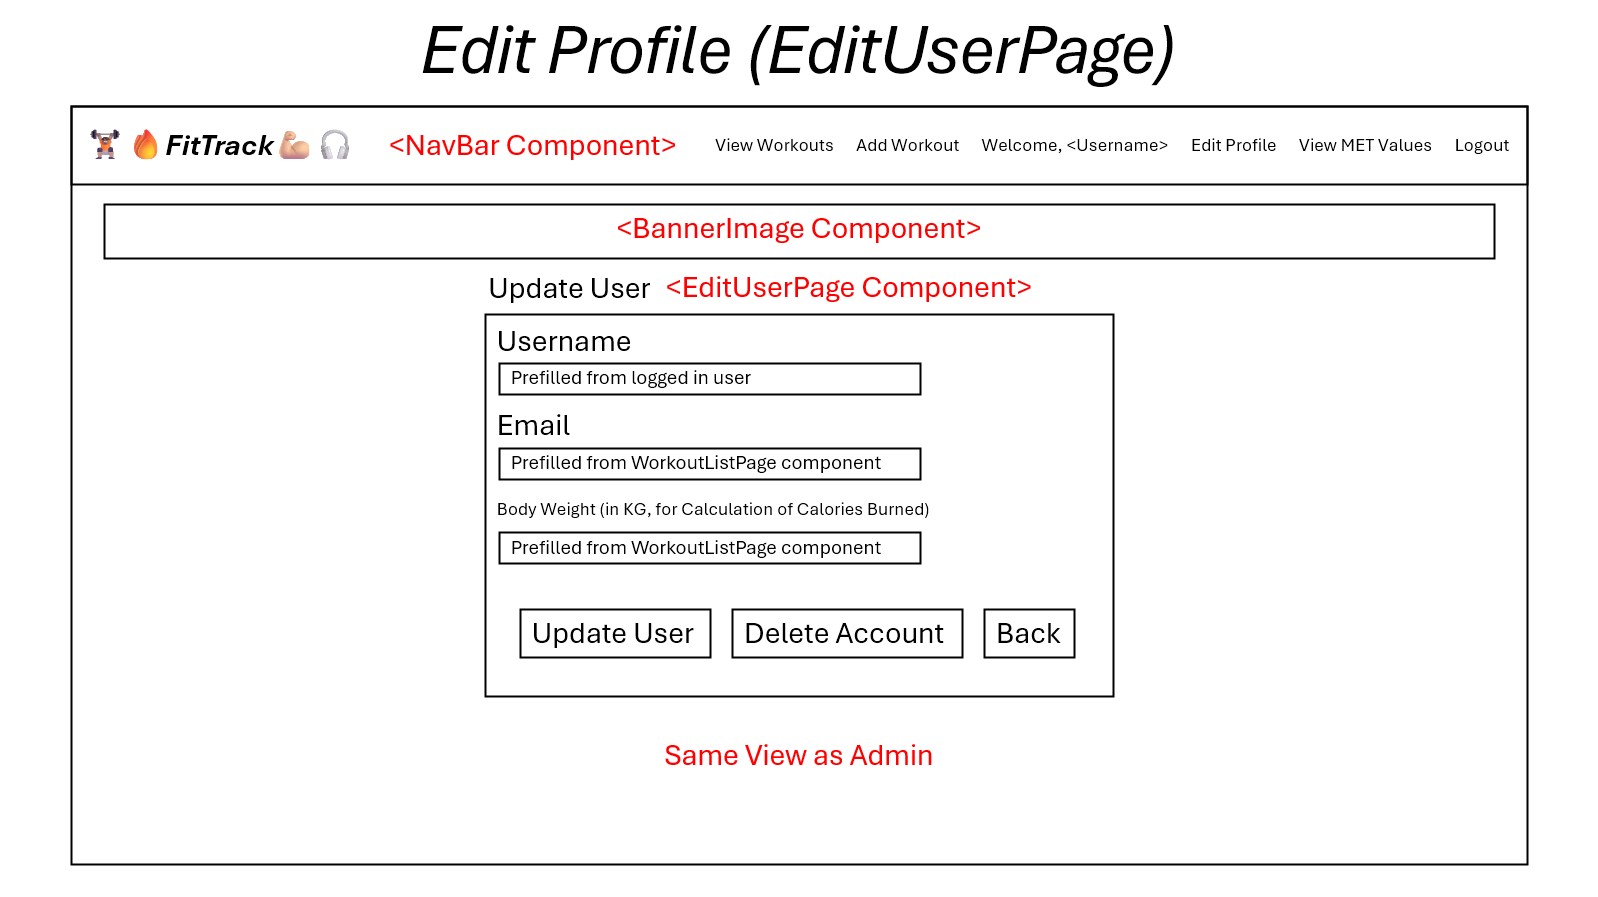 Edit Profile (EditUserPage)
FitTrack <NavBar Component> View Workouts Add Workout Welcome, <Username> Edit Profile View MET Values Logout
<BannerImage Component>
Update User <EditUserPage Component>
Username
Prefilled from logged in user
Email
Prefilled from WorkoutListPage component
Body Weight (in KG, for Calculation of Calories Burned)
Prefilled from WorkoutListPage component
Update User Delete Account Back
Same View as Admin